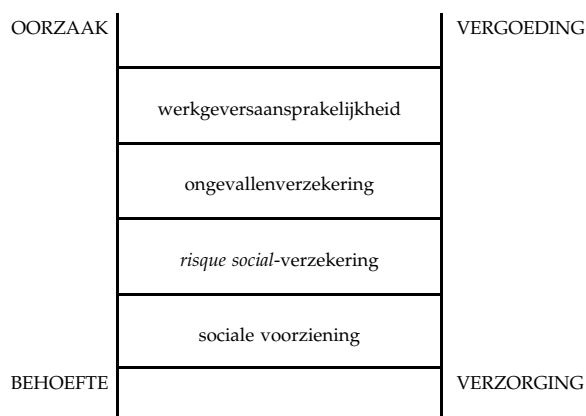 OORZAAK VERGOEDING
werkgeversaansprakelijkheid
ongevallenverzekering
risque social-verzekering
sociale voorziening
BEHOEFTE VERZORGING